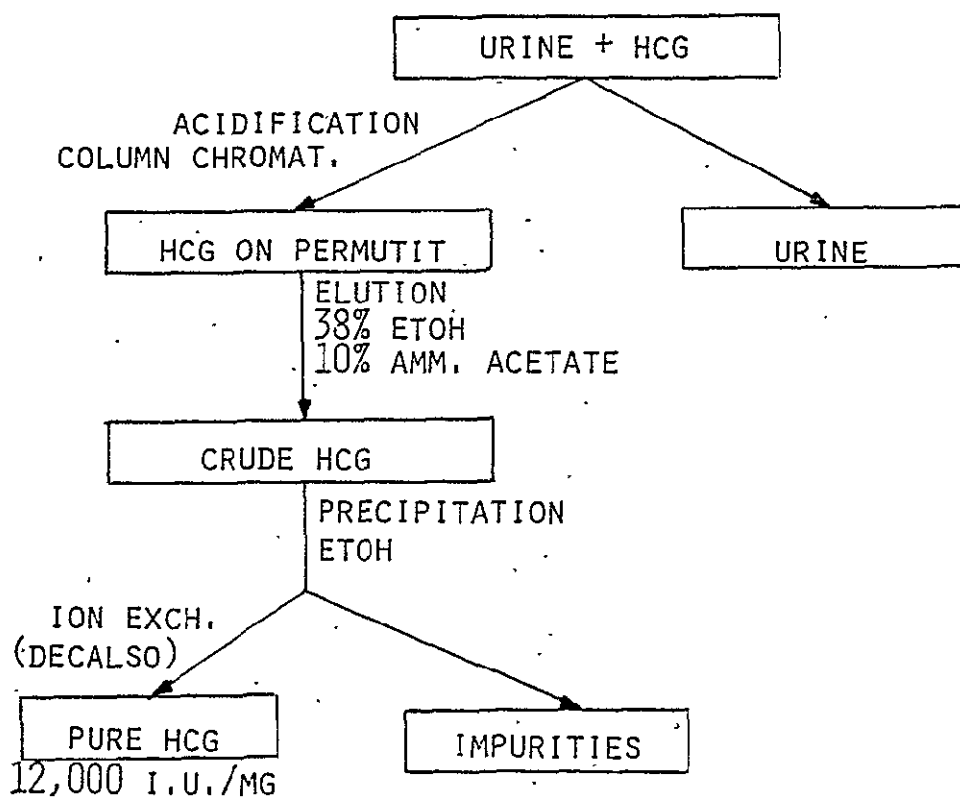 URINE + HCG
ACIDIFICATION
COLUMN CHROMAT.
HCG ON PERMUTIT
URINE
ELUTION
38% ETOH
10% AMM. ACETATE
CRUDE HCG
PRECIPITATION
ETOH
ION EXCH.
(DECALSO)
PURE HCG
IMPURITIES
12,000 I.U./MG